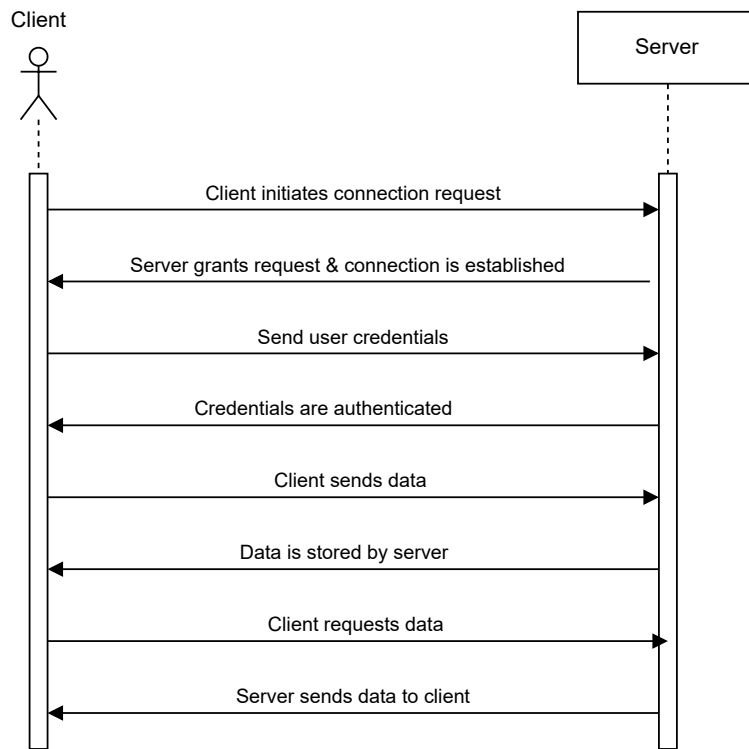 Client
Server
Client initiates connection request
Server grants request & connection is established
Send user credentials
Credentials are authenticated
Client sends data
Data is stored by server
Client requests data
Server sends data to client